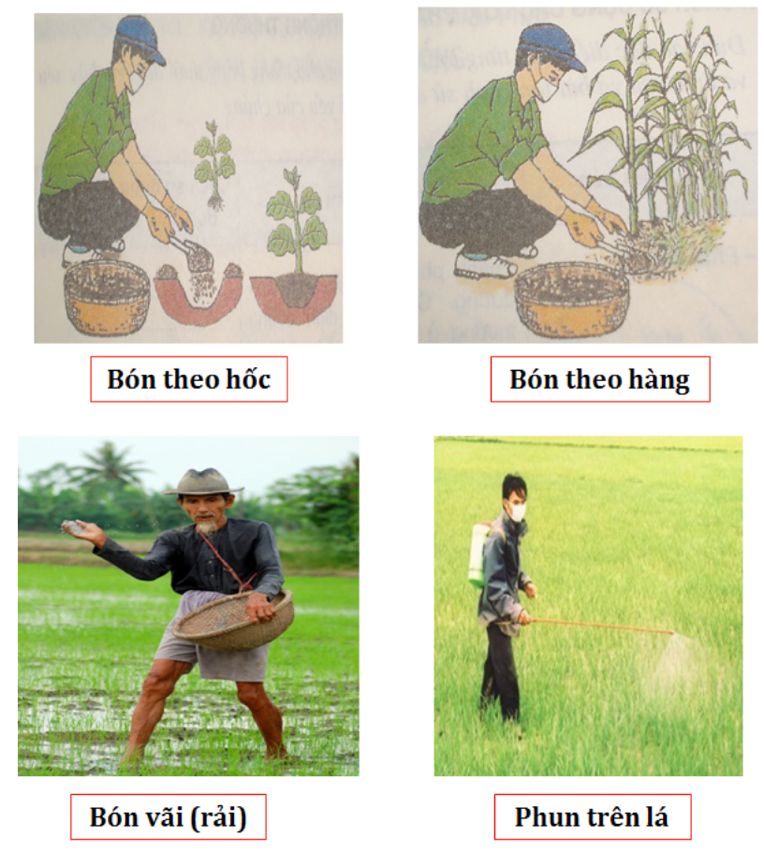 Bón theo hốc
Bón theo hàng
Bón vãi (rải)
Phun trên lá